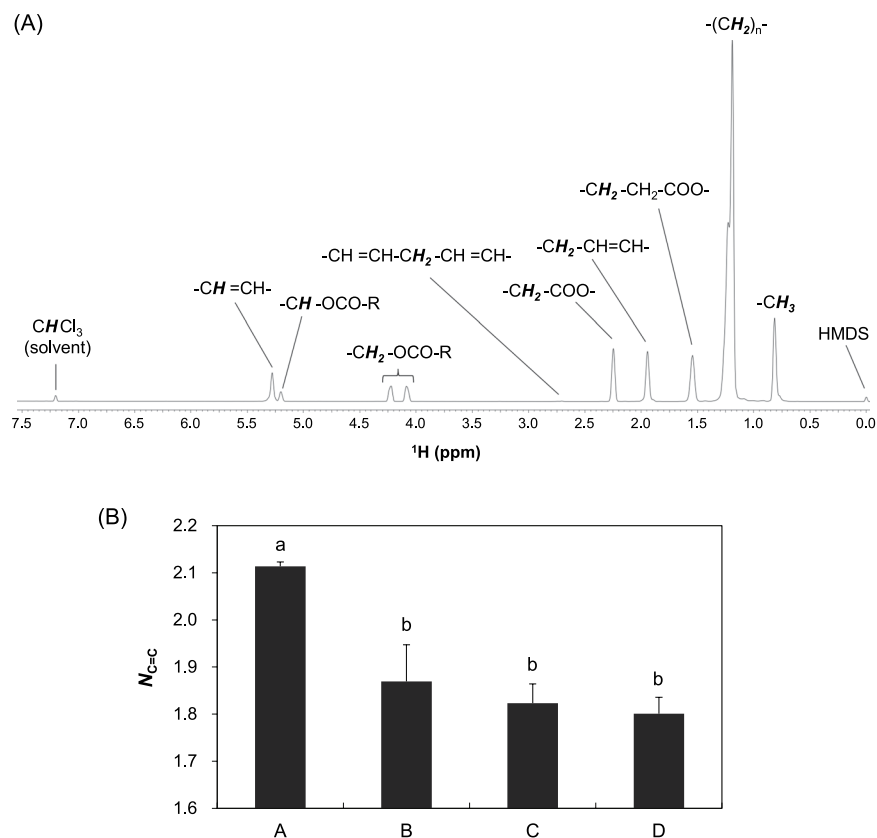 (A)
-(CH2)n-
-CH2-CH2-COO-
-CH2-CH=CH-
-CH =CH-CH2-CH =CH-
-CH2-COO-
-CH =CH-
-CH -OCO-R
-CH3
CHCl3
(solvent)
-CH2-OCO-R
HMDS
7.5 7.0 6.5 6.0 5.5 5.0 4.5 4.0 3.5 3.0 2.5 2.0 1.5 1.0 0.5 0.0
1H (ppm)
(B)
2.2
a
2.1
2.0
b
1.9
b
b
1.8
1.7
1.6
NC=C
A B C D